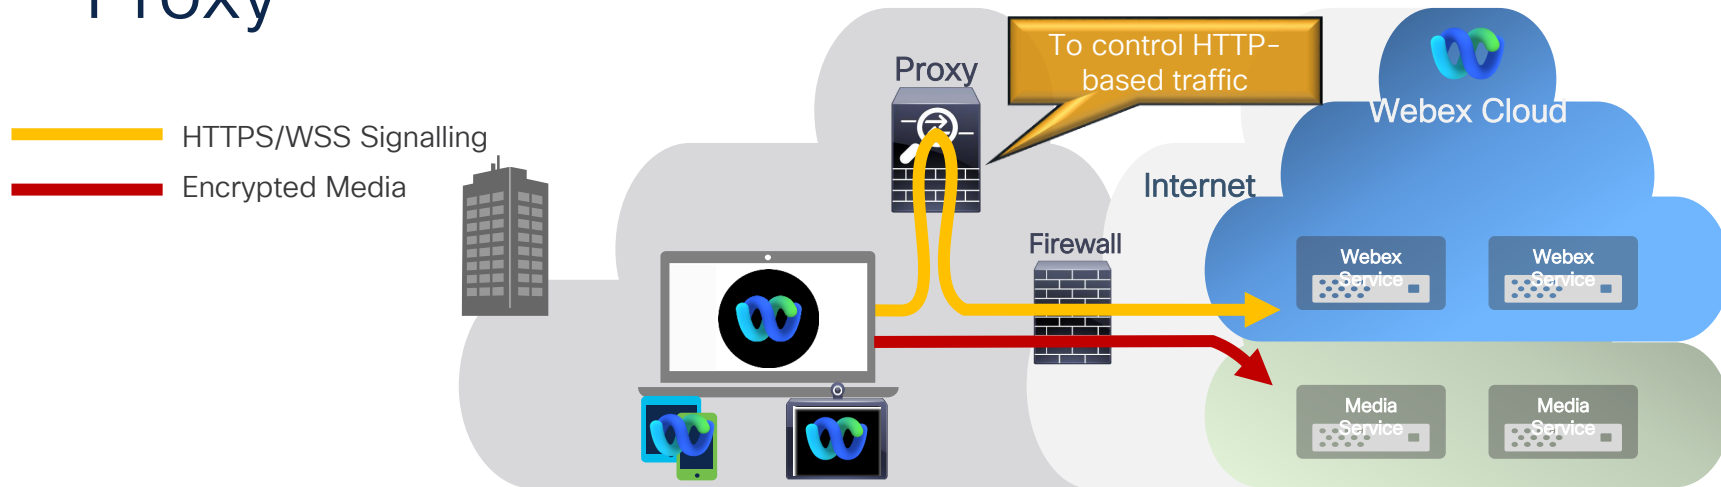 Proxy
HTTPS/WSS Signalling
Encrypted Media
Proxy
To control HTTP-
based traffic
Webex Cloud
Internet
Firewall
Webex
Service
Webex
Service
Media
Service
Media
Service